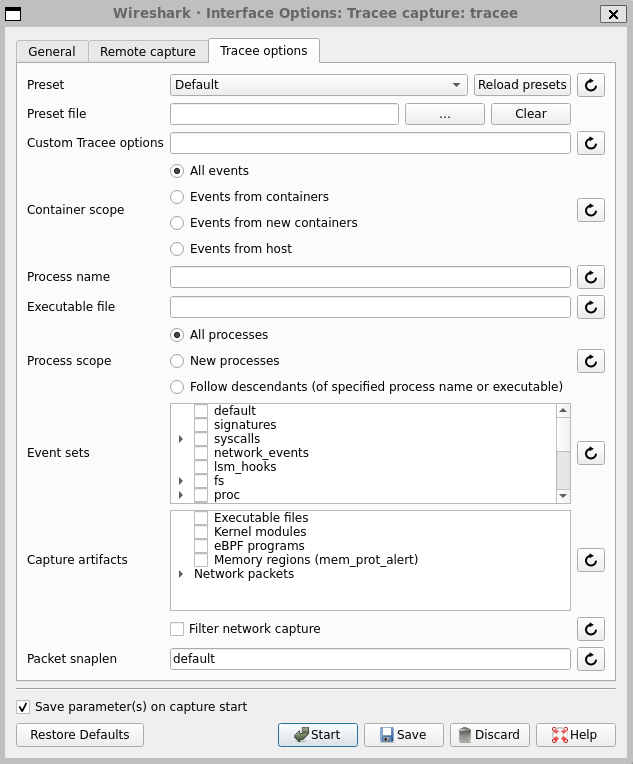 Wireshark · Interface Options: Tracee capture: tracee
General Remote capture Tracee options
Preset Default Reload presets
Preset file ... Clear
Custom Tracee options
All events
Events from containers
Container scope
Events from new containers
Events from host
Process name
Executable file
All processes
Process scope New processes
Follow descendants (of specified process name or executable)
default
signatures
syscalls
Event sets network_events
lsm_hooks
fs
proc
Executable files
Kernel modules
eBPF programs
Capture artifacts Memory regions (mem_prot_alert)
Network packets
Filter network capture
Packet snaplen default
Save parameter(s) on capture start
Restore Defaults Start Save Discard Help